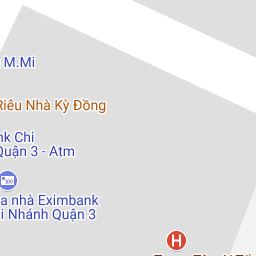 M.Mi
Riêu Nhà Kỳ Đồng
nk Chi
Quận 3 - Atm
a nhà Eximbank
i Nhánh Quận 3
H